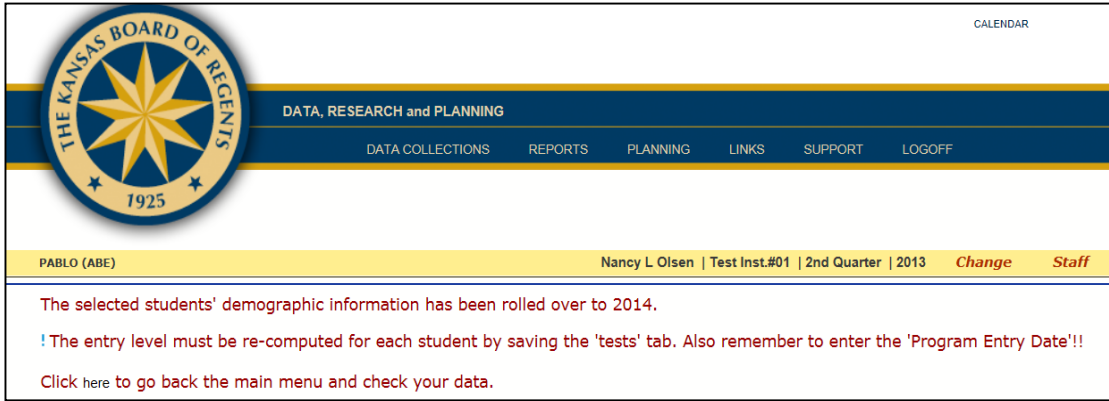 CALENDAR
THE KANSAS BOARD OF REGENTS
1925
DATA, RESEARCH and PLANNING
DATA COLLECTIONS REPORTS PLANNING LINKS SUPPORT LOGOFF
PABLO (ABE) Nancy L Olsen | Test Inst.#01 | 2nd Quarter | 2013 Change Staff
The selected students' demographic information has been rolled over to 2014.
! The entry level must be re-computed for each student by saving the 'tests' tab. Also remember to enter the 'Program Entry Date'!!
Click here to go back the main menu and check your data.